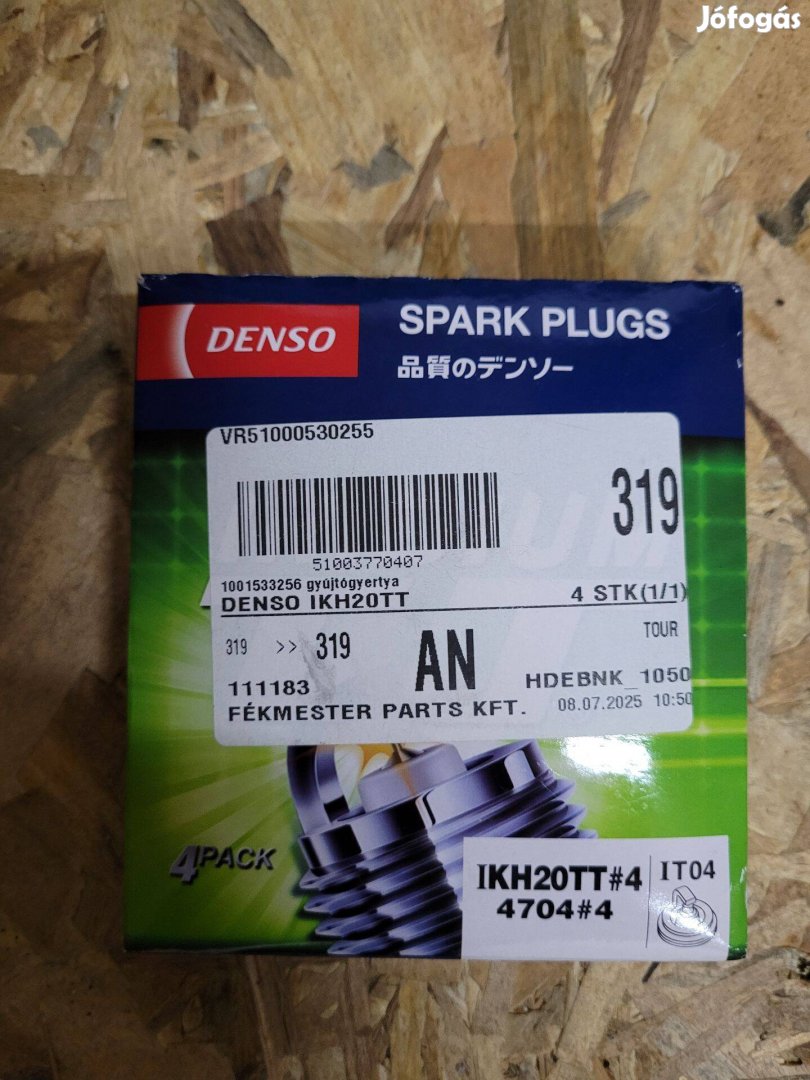 Jófogás
DENSO
SPARK PLUGS
品質のデンソー
VR51000530255
319
51003770407
1001533256 gyújtógyertya
DENSO IKH20TT 4 STK(1/1)
319 >> 319 AN TOUR
111183 HDEBNK_1050
FÉKMESTER PARTS KFT. 08.07.2025 10:50
4PACK
IKH20TT#4 IT04
4704#4